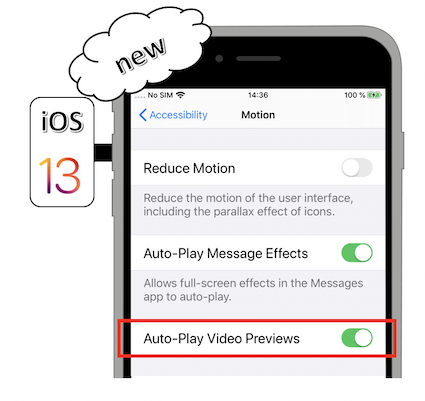 new
iOS
13
.... No SIM 14:36 100 %
Accessibility Motion
Reduce Motion
Reduce the motion of the user interface,
including the parallax effect of icons.
Auto-Play Message Effects
Allows full-screen effects in the Messages
app to auto-play.
Auto-Play Video Previews